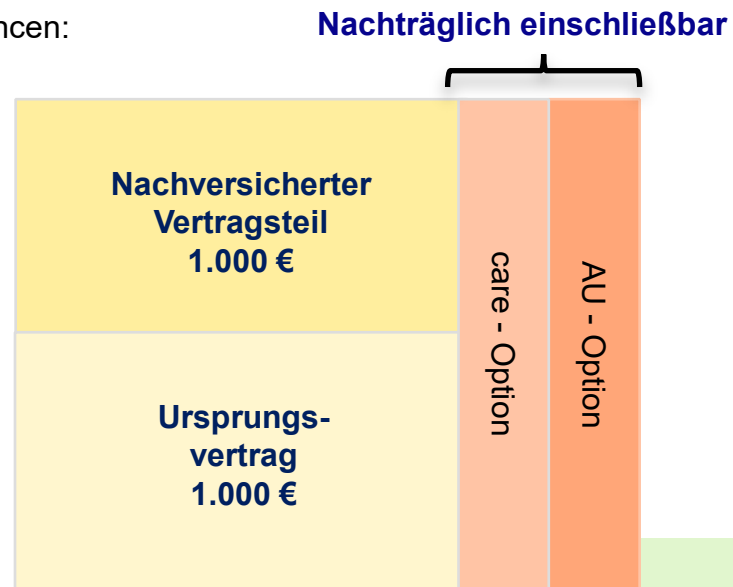 ncen:
Nachträglich einschließbar
Nachversicherter
Vertragsteil
1.000 €
Ursprungs-
vertrag
1.000 €
care - Option
AU - Option